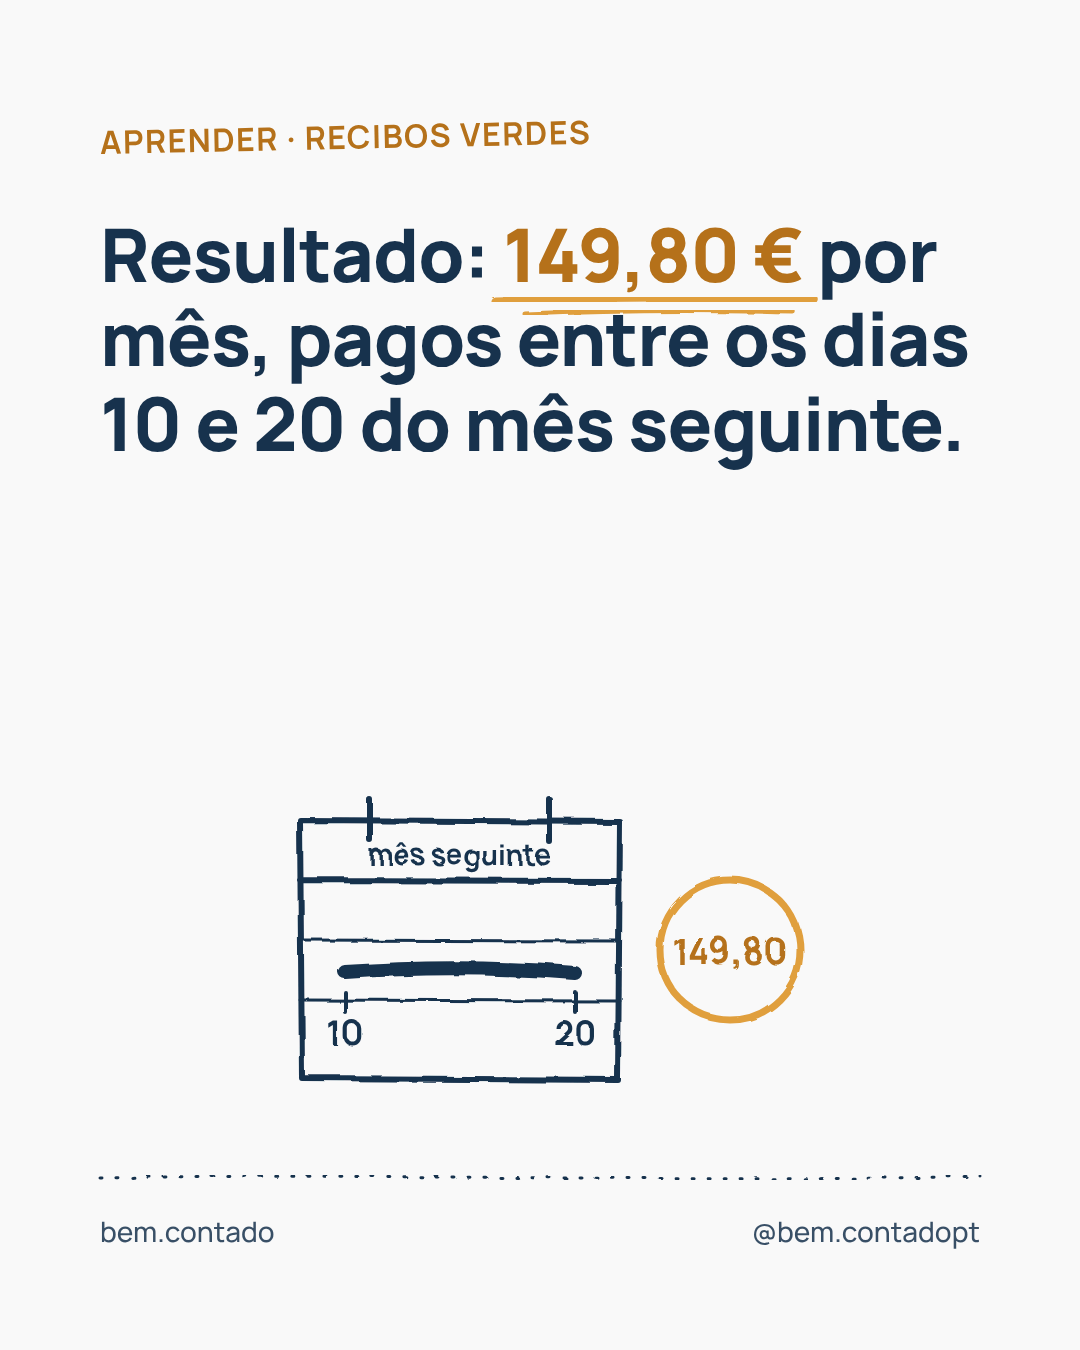 APRENDER · RECIBOS VERDES
Resultado: 149,80 € por
mês, pagos entre os dias
10 e 20 do mês seguinte.
mês seguinte
149,80
10 20
bem.contado
@bem.contadopt